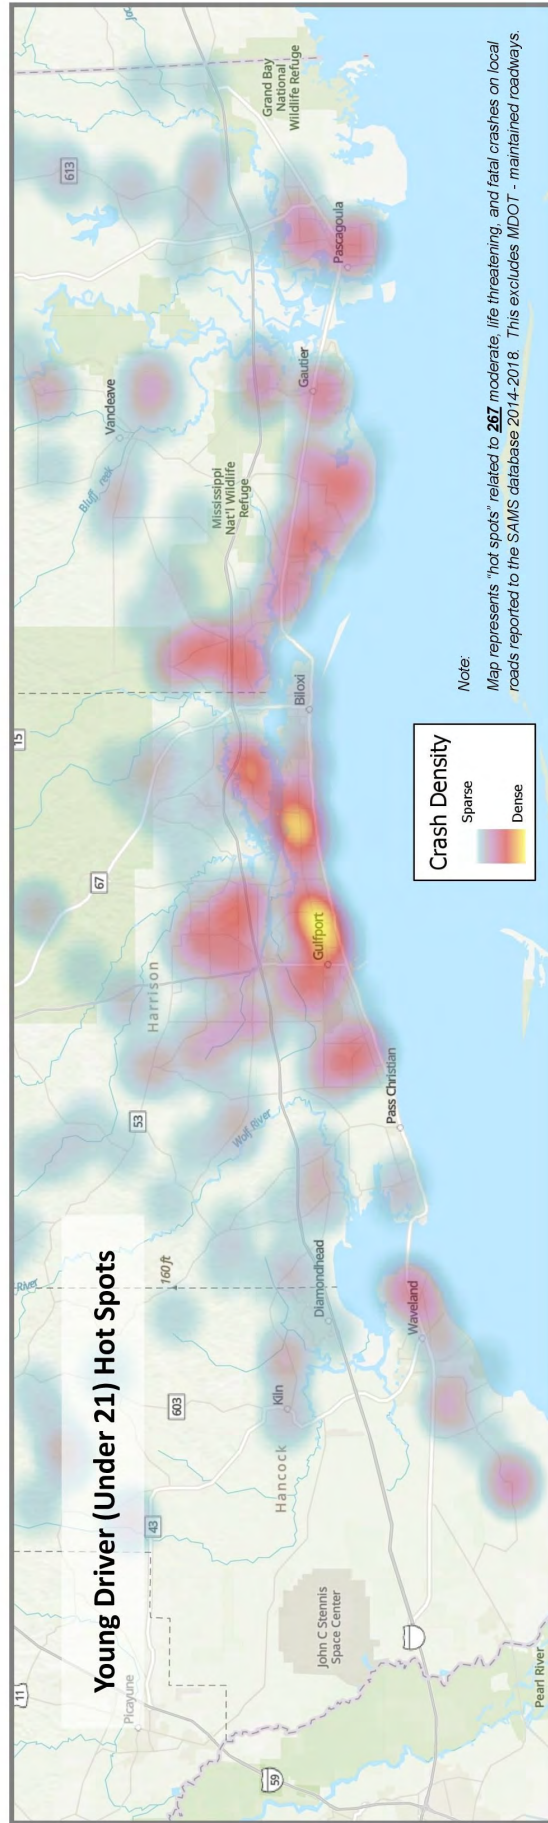 Young Driver (Under 21) Hot Spots
11
Picayune
59
Pearl River
John C Stennis
Space Center
43
603
Hancock
Kiln
River
160 ft
Diamondhead
Waveland
Wolf River
Pass Christian
53
Harrison
Gulfport
67
15
Biloxi
Bluff Creek
Vancleave
Mississippi
Nat'l Wildlife
Refuge
Gautier
Pascagoula
613
Grand Bay
National
Wildlife Refuge
Crash Density
Sparse
Dense
Note:
Map represents "hot spots" related to 267 moderate, life threatening, and fatal crashes on local
roads reported to the SAMS database 2014-2018.  This excludes MDOT - maintained roadways.